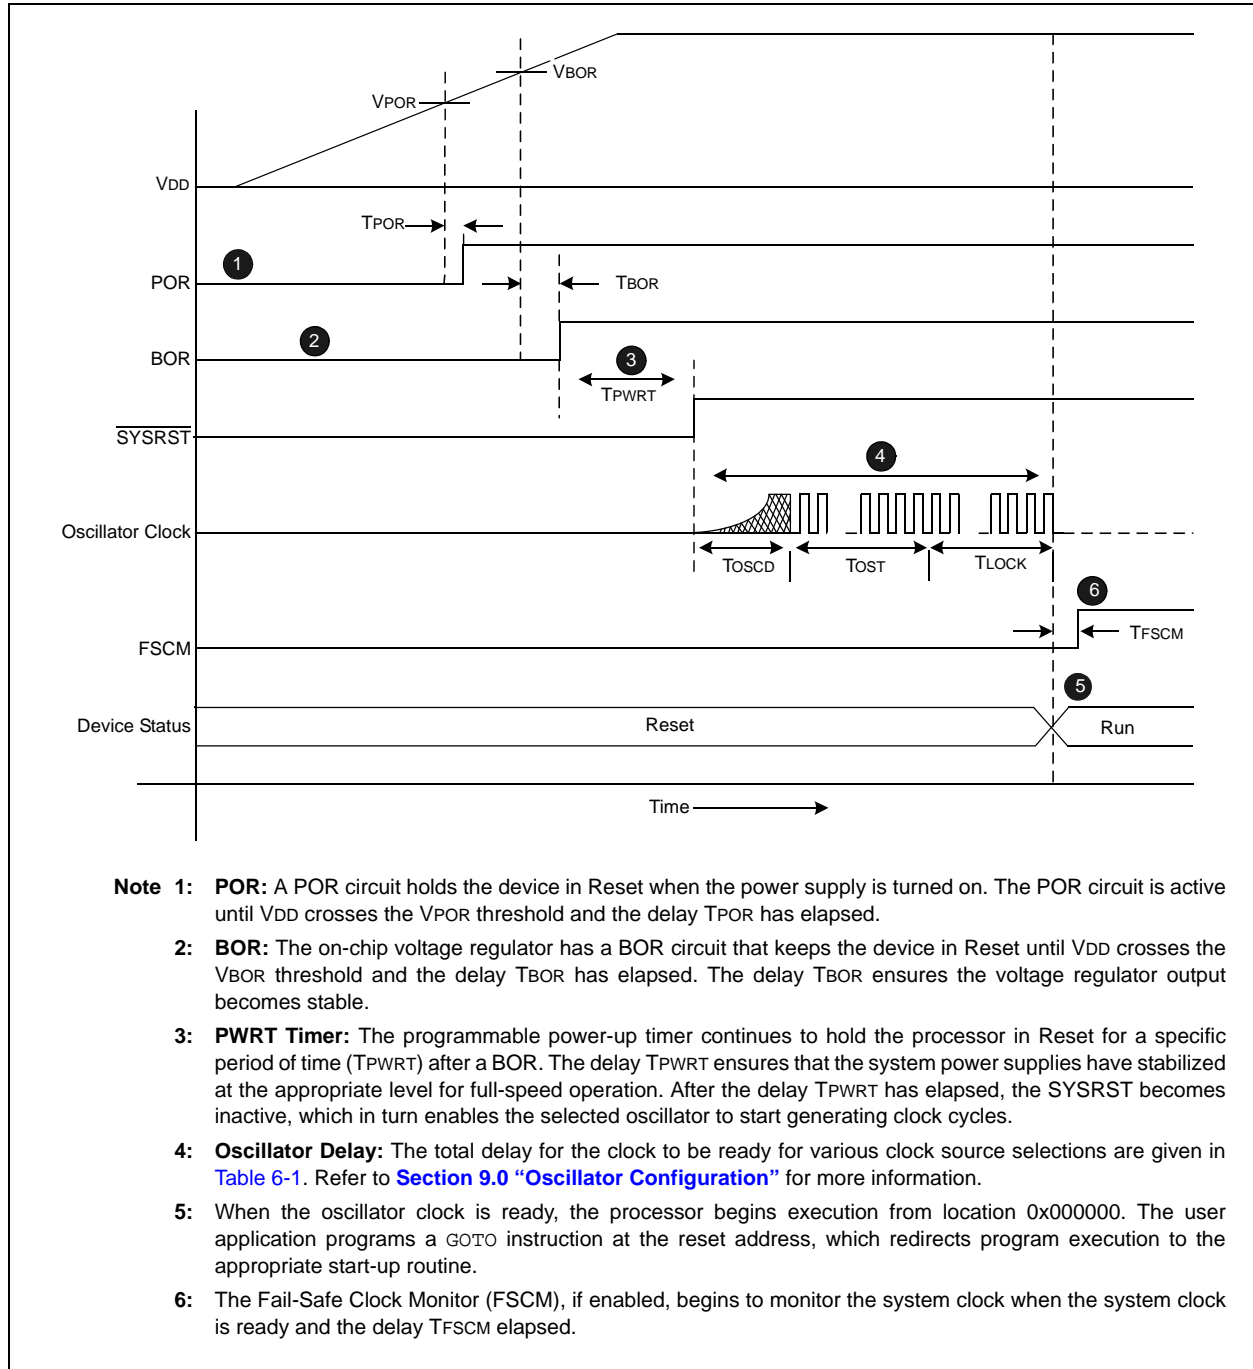 VBOR
VPOR
VDD
TPOR
1
POR
TBOR
2
BOR
3
TPWRT
SYSRST
4
Oscillator Clock
TOSCD
TOST
TLOCK
6
TFSCM
FSCM
5
Device Status
Reset
Run
Time
Note 1: POR: A POR circuit holds the device in Reset when the power supply is turned on. The POR circuit is active
until VDD crosses the VPOR threshold and the delay TPOR has elapsed.
2: BOR: The on-chip voltage regulator has a BOR circuit that keeps the device in Reset until VDD crosses the
VBOR threshold and the delay TBOR has elapsed. The delay TBOR ensures the voltage regulator output
becomes stable.
3: PWRT Timer: The programmable power-up timer continues to hold the processor in Reset for a specific
period of time (TPWRT) after a BOR. The delay TPWRT ensures that the system power supplies have stabilized
at the appropriate level for full-speed operation. After the delay TPWRT has elapsed, the SYSRST becomes
inactive, which in turn enables the selected oscillator to start generating clock cycles.
4: Oscillator Delay: The total delay for the clock to be ready for various clock source selections are given in
Table 6-1. Refer to Section 9.0 “Oscillator Configuration” for more information.
5: When the oscillator clock is ready, the processor begins execution from location 0x000000. The user
application programs a GOTO instruction at the reset address, which redirects program execution to the
appropriate start-up routine.
6: The Fail-Safe Clock Monitor (FSCM), if enabled, begins to monitor the system clock when the system clock
is ready and the delay TFSCM elapsed.